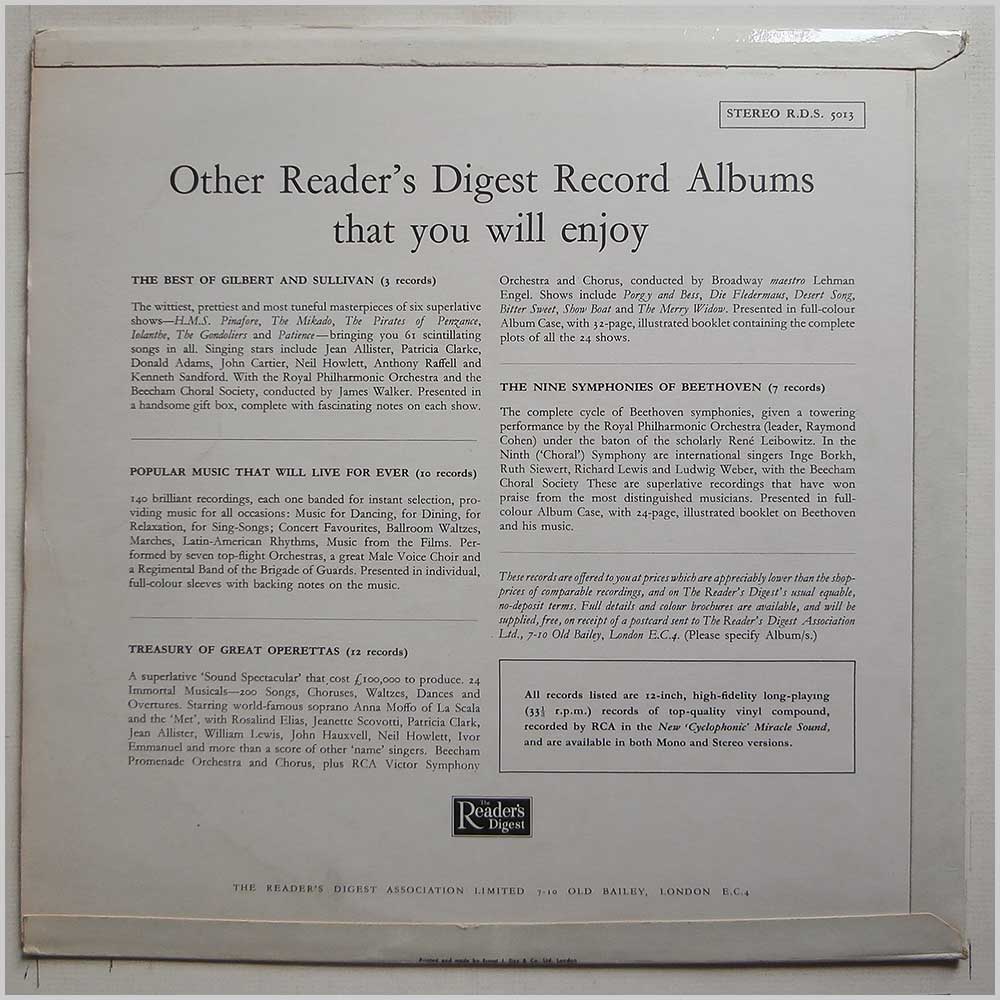 STEREO R.D.S. 5013
Other Reader's Digest Record Albums
that you will enjoy
THE BEST OF GILBERT AND SULLIVAN (3 records)
The wittiest, prettiest and most tuneful masterpieces of six superlative
shows—H.M.S. Pinafore, The Mikado, The Pirates of Penzance,
Iolanthe, The Gondoliers and Patience—bringing you 61 scintillating
songs in all. Singing stars include Jean Allister, Patricia Clarke,
Donald Adams, John Cartier, Neil Howlett, Anthony Raffell and
Kenneth Sandford. With the Royal Philharmonic Orchestra and the
Beecham Choral Society, conducted by James Walker. Presented in
a handsome gift box, complete with fascinating notes on each show.
POPULAR MUSIC THAT WILL LIVE FOR EVER (10 records)
140 brilliant recordings, each one banded for instant selection, pro-
viding music for all occasions: Music for Dancing, for Dining, for
Relaxation, for Sing-Songs; Concert Favourites, Ballroom Waltzes,
Marches, Latin-American Rhythms, Music from the Films. Per-
formed by seven top-flight Orchestras, a great Male Voice Choir and
a Regimental Band of the Brigade of Guards. Presented in individual,
full-colour sleeves with backing notes on the music.
TREASURY OF GREAT OPERETTAS (12 records)
A superlative 'Sound Spectacular' that cost £100,000 to produce. 24
Immortal Musicals—200 Songs, Choruses, Waltzes, Dances and
Overtures. Starring world-famous soprano Anna Moffo of La Scala
and the 'Met', with Rosalind Elias, Jeanette Scovotti, Patricia Clark,
Jean Allister, William Lewis, John Hauxvell, Neil Howlett, Ivor
Emmanuel and more than a score of other 'name' singers. Beecham
Promenade Orchestra and Chorus, plus RCA Victor Symphony
Orchestra and Chorus, conducted by Broadway maestro Lehman
Engel. Shows include Porgy and Bess, Die Fledermaus, Desert Song,
Bitter Sweet, Show Boat and The Merry Widow. Presented in full-colour
Album Case, with 32-page, illustrated booklet containing the complete
plots of all the 24 shows.
THE NINE SYMPHONIES OF BEETHOVEN (7 records)
The complete cycle of Beethoven symphonies, given a towering
performance by the Royal Philharmonic Orchestra (leader, Raymond
Cohen) under the baton of the scholarly René Leibowitz. In the
Ninth ('Choral') Symphony are international singers Inge Borkh,
Ruth Siewert, Richard Lewis and Ludwig Weber, with the Beecham
Choral Society These are superlative recordings that have won
praise from the most distinguished musicians. Presented in full-
colour Album Case, with 24-page, illustrated booklet on Beethoven
and his music.
These records are offered to you at prices which are appreciably lower than the shop-
prices of comparable recordings, and on The Reader's Digest's usual equable,
no-deposit terms. Full details and colour brochures are available, and will be
supplied, free, on receipt of a postcard sent to The Reader's Digest Association
Ltd., 7-10 Old Bailey, London E.C.4. (Please specify Album/s.)
All records listed are 12-inch, high-fidelity long-playing
(33⅓ r.p.m.) records of top-quality vinyl compound,
recorded by RCA in the New 'Cyclophonic' Miracle Sound,
and are available in both Mono and Stereo versions.
The
Reader's
Digest
THE READER'S DIGEST ASSOCIATION LIMITED 7-10 OLD BAILEY, LONDON E.C.4
Printed and made by Ernest J. Day & Co. Ltd. London